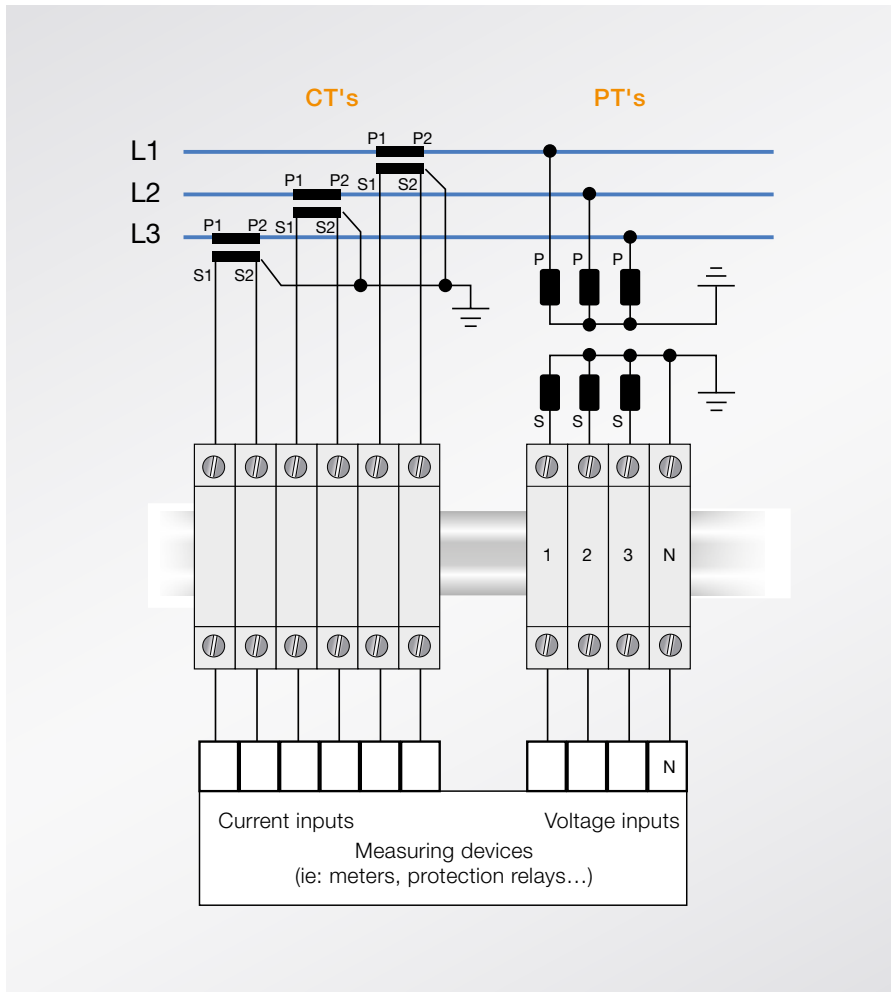 CT's PT's
P1 P2
L1
P1 P2 S1 S2
L2
P1 P2 S1 S2
L3
S1 S2
P P P
S S S
1 2 3 N
N
Current inputs Voltage inputs
Measuring devices
(ie: meters, protection relays…)